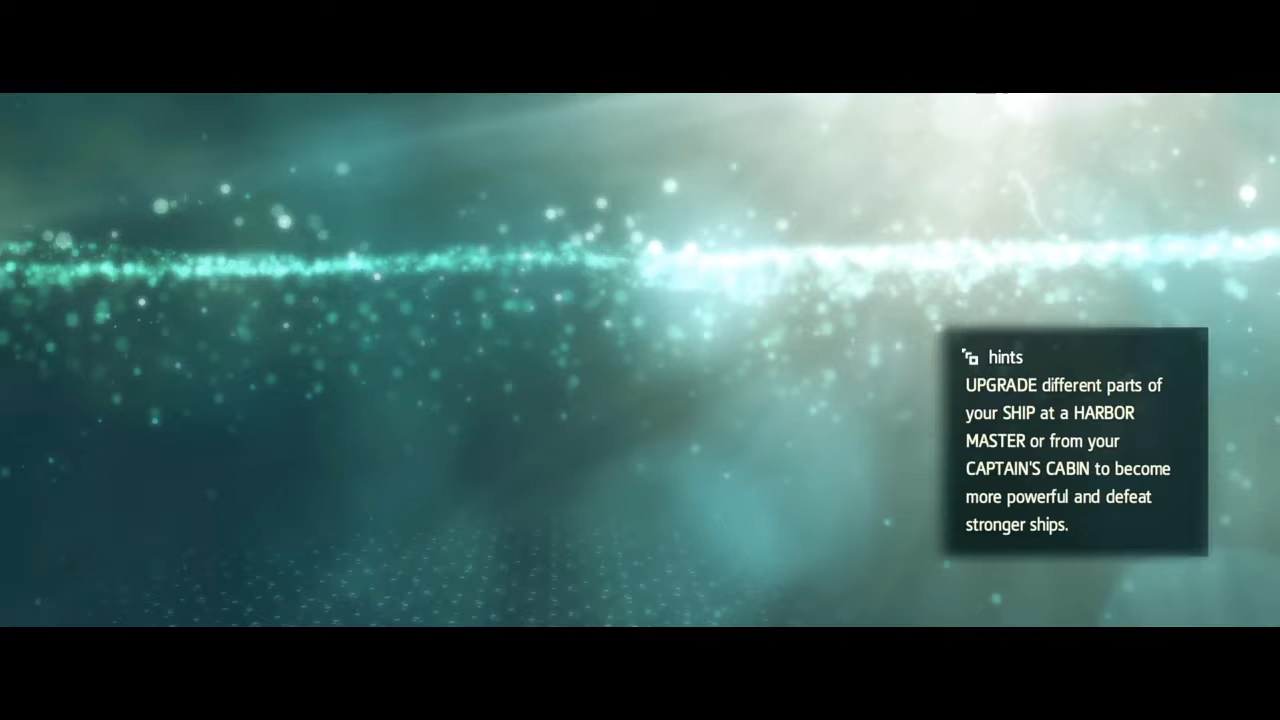 hints
UPGRADE different parts of
your SHIP at a HARBOR
MASTER or from your
CAPTAIN'S CABIN to become
more powerful and defeat
stronger ships.